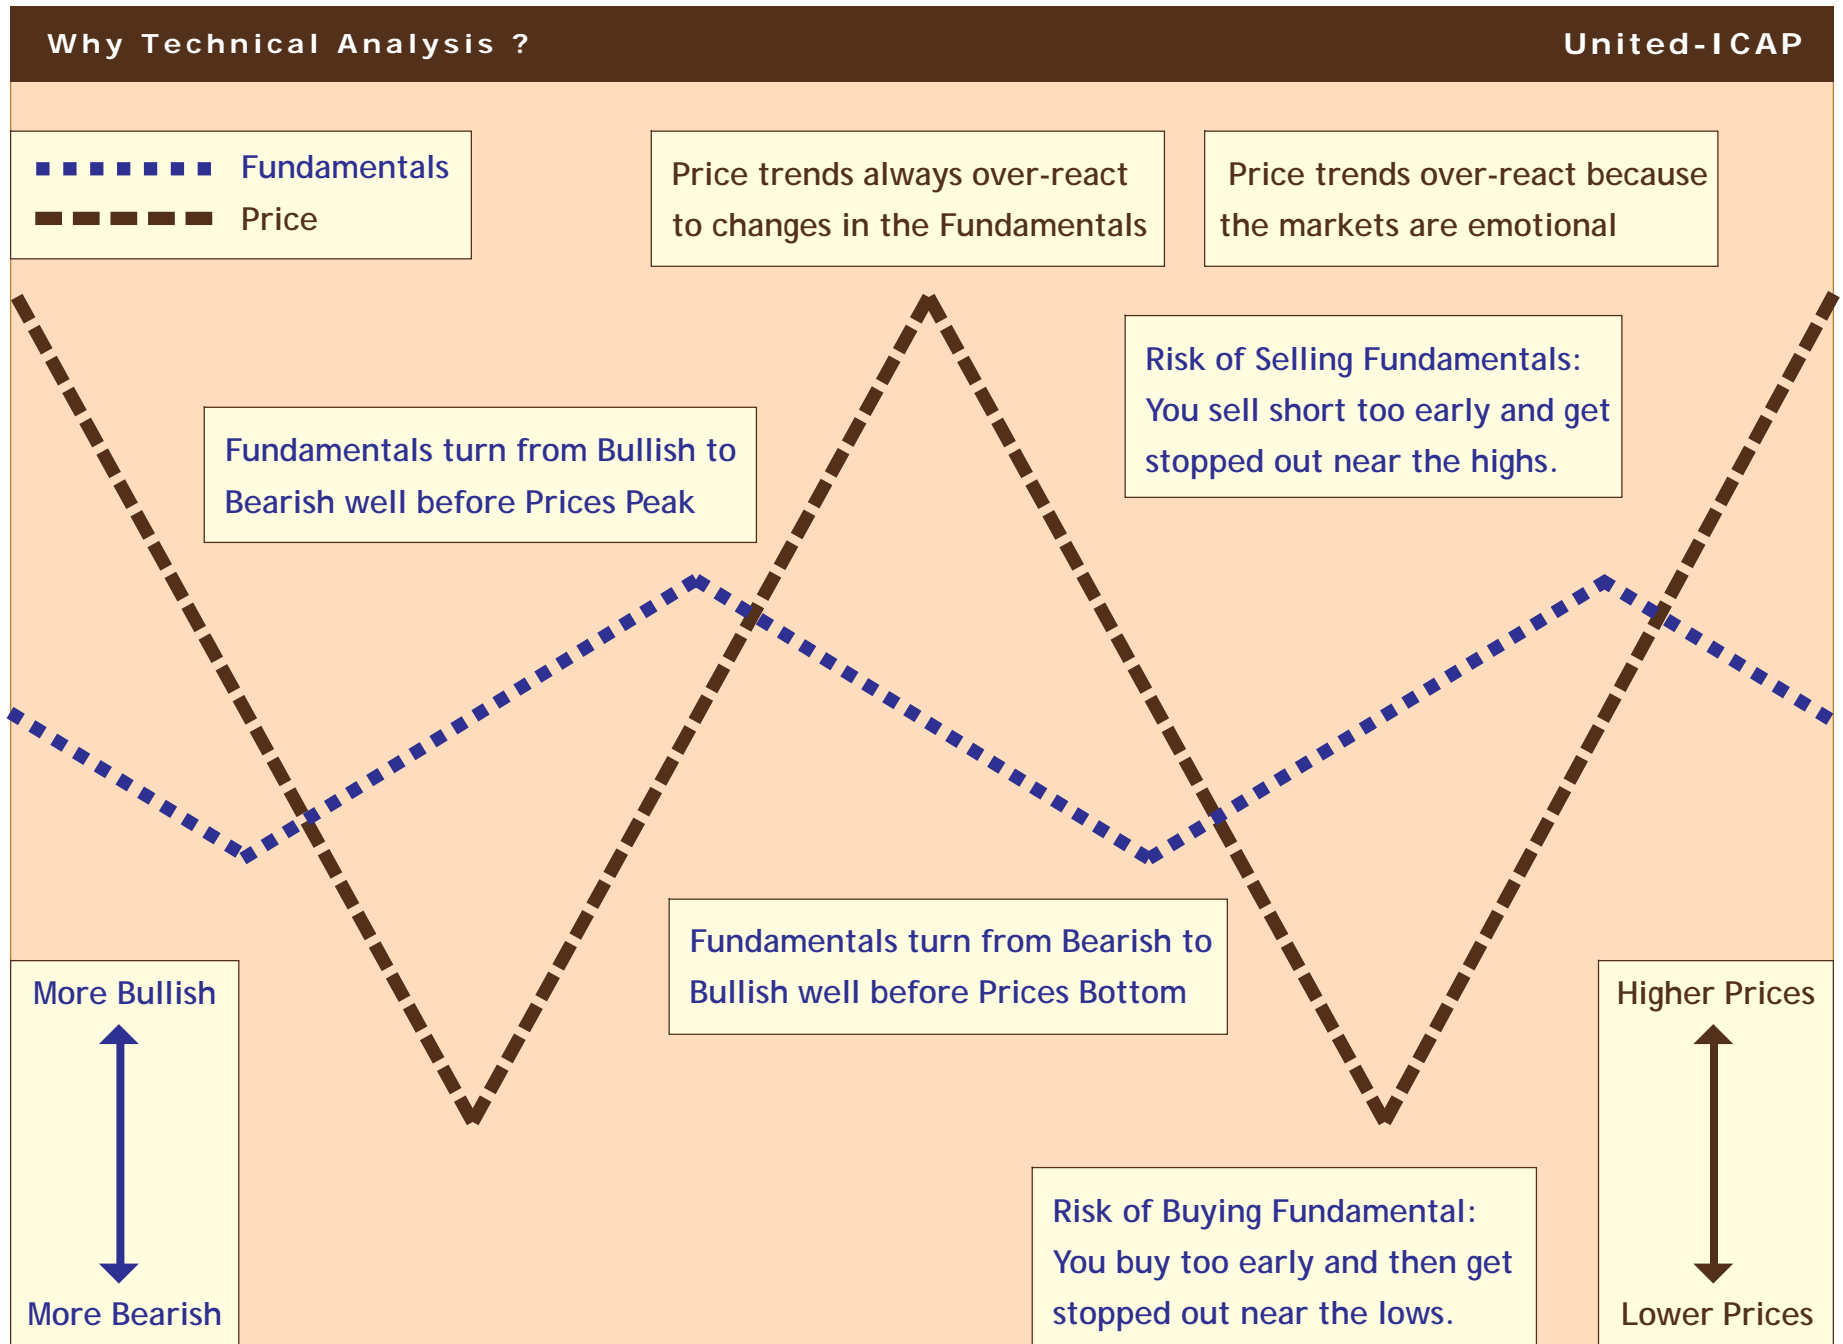 Why Technical Analysis ?
United-ICAP
Fundamentals
Price
Price trends always over-react
to changes in the Fundamentals
Price trends over-react because
the markets are emotional
Risk of Selling Fundamentals:
You sell short too early and get
stopped out near the highs.
Fundamentals turn from Bullish to
Bearish well before Prices Peak
Fundamentals turn from Bearish to
Bullish well before Prices Bottom
More Bullish
More Bearish
Higher Prices
Lower Prices
Risk of Buying Fundamental:
You buy too early and then get
stopped out near the lows.